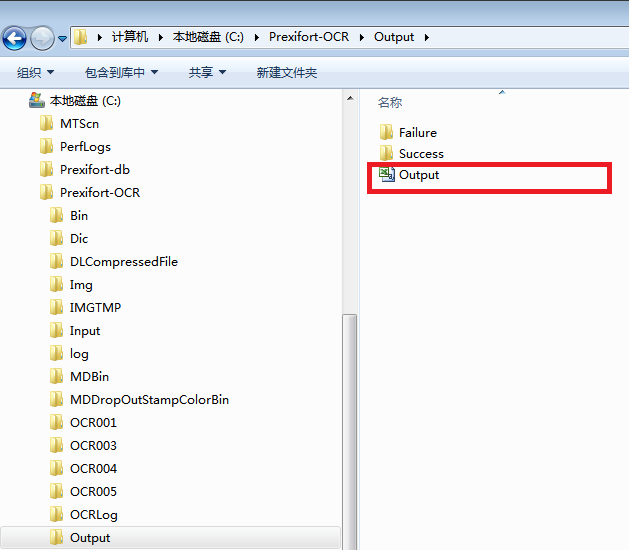 计算机 本地磁盘 (C:) Prexifort-OCR Output
组织 包含到库中 共享 新建文件夹
本地磁盘 (C:)
MTScn
PerfLogs
Prexifort-db
Prexifort-OCR
Bin
Dic
DLCompressedFile
Img
IMGTMP
Input
log
MDBin
MDDropOutStampColorBin
OCR001
OCR003
OCR004
OCR005
OCRLog
Output
名称
Failure
Success
Output